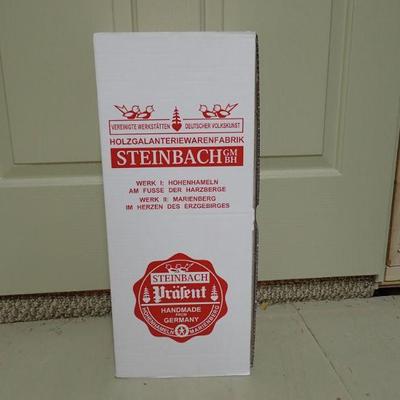 VEREINIGTE WERKSTÄTTEN DEUTSCHER VOLKSKUNST
HOLZGALANTERIEWARENFABRIK
STEINBACH GM BH
WERK I: HOHENHAMELN
AM FUSSE DER HARZBERGE
WERK II: MARIENBERG
IM HERZEN DES ERZGEBIRGES
STEINBACH
Präsent
HANDMADE
FROM
GERMANY
HOHENHAMELN MARIENBERG